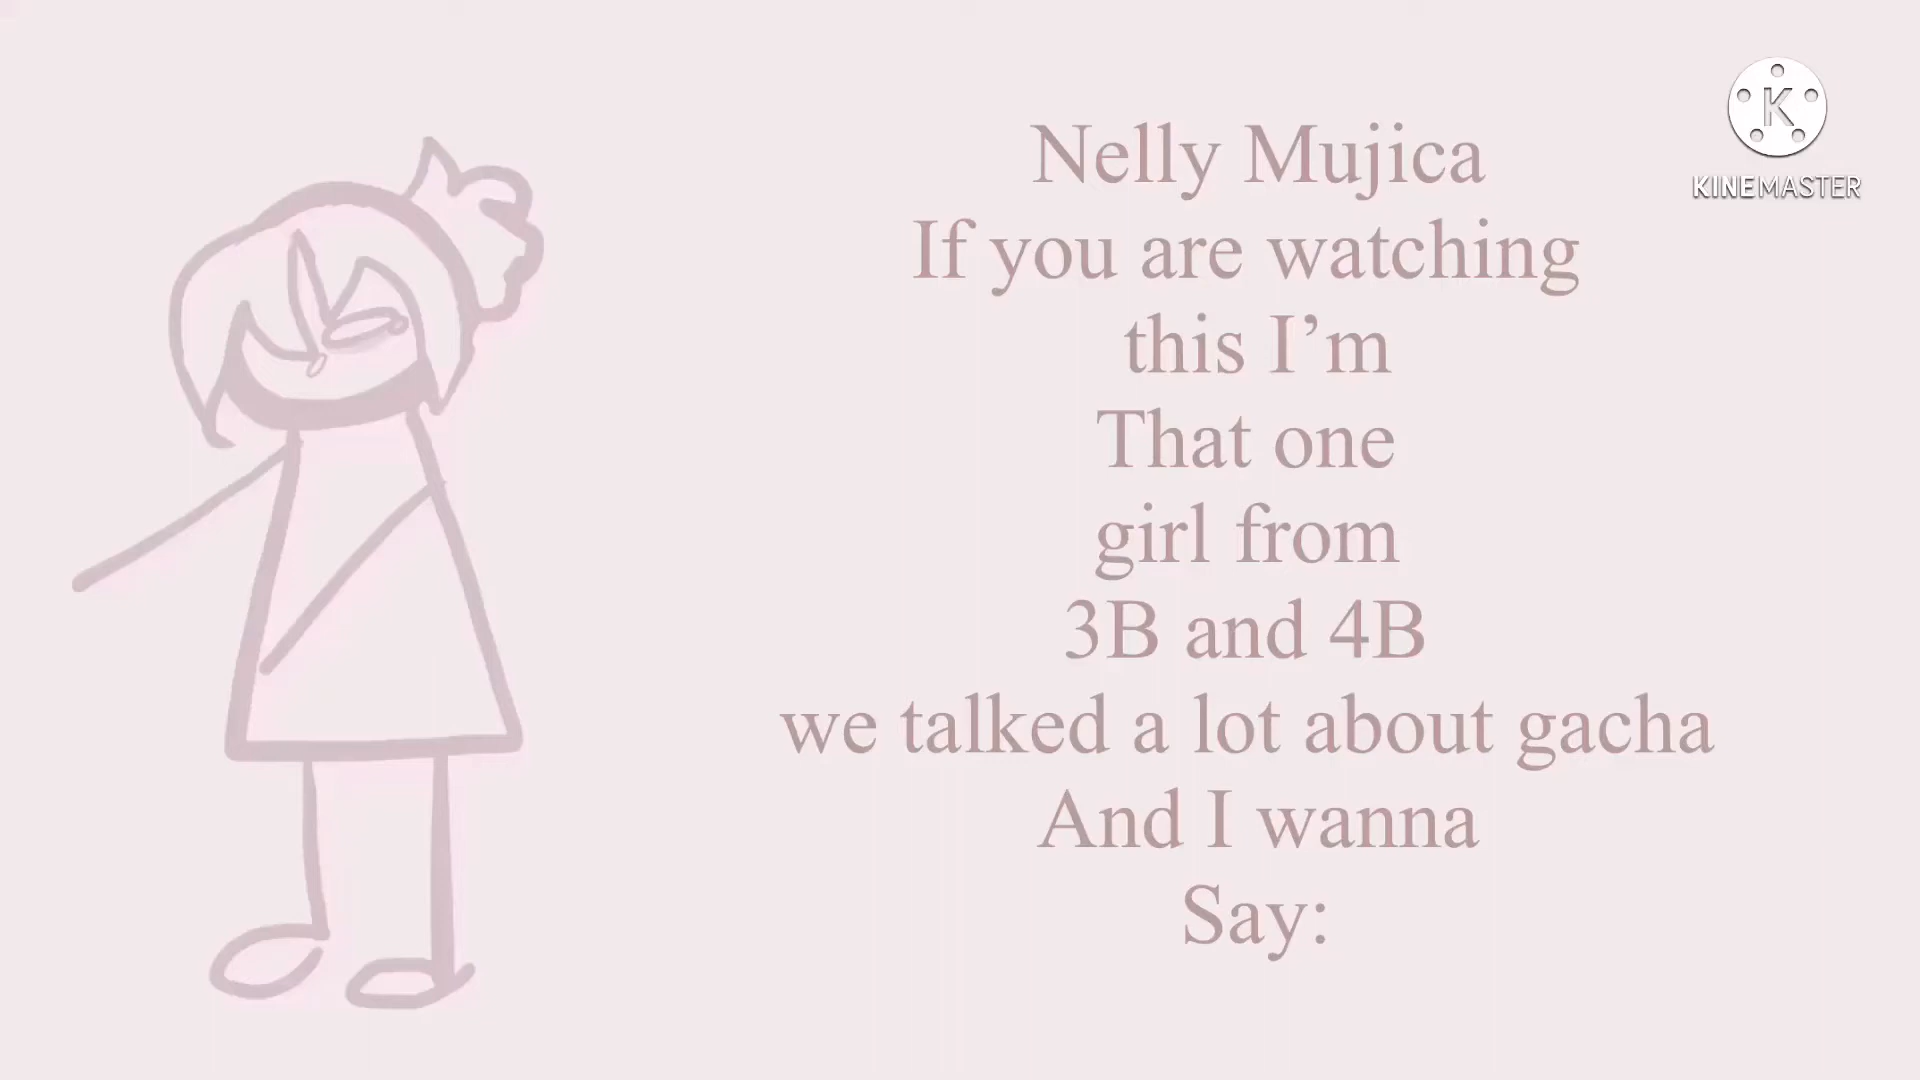 Nelly Mujica
If you are watching
this I’m
That one
girl from
3B and 4B
we talked a lot about gacha
And I wanna
Say:
K
KINEMASTER